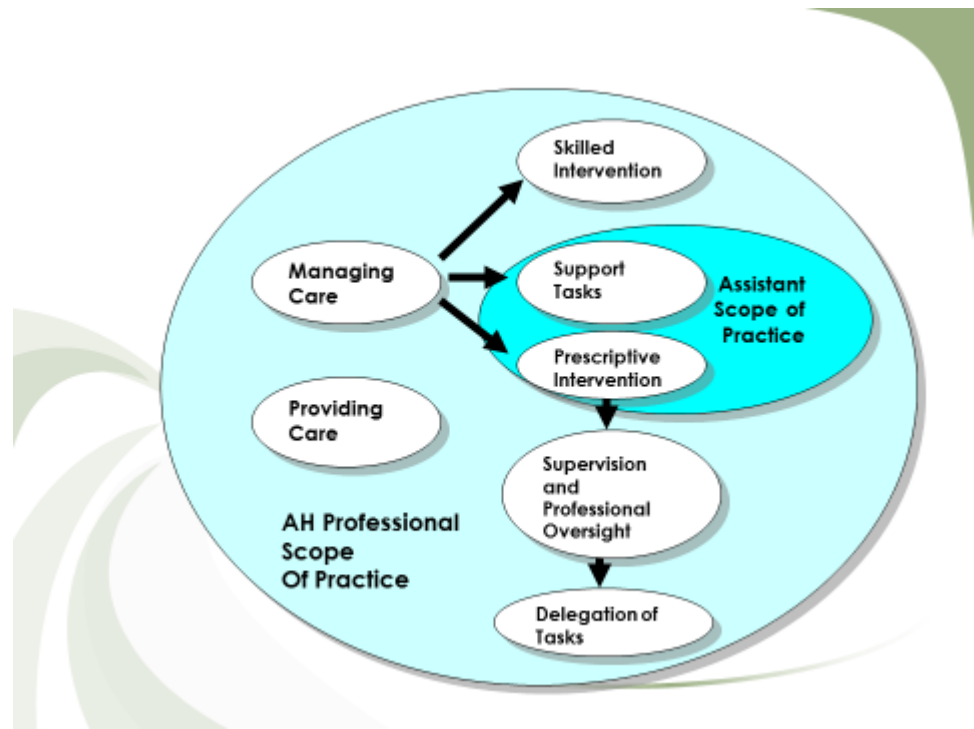 Skilled
Intervention
Managing
Care
Support
Tasks
Assistant
Scope of
Practice
Prescriptive
Intervention
Providing
Care
Supervision
and
Professional
Oversight
AH Professional
Scope
Of Practice
Delegation of
Tasks